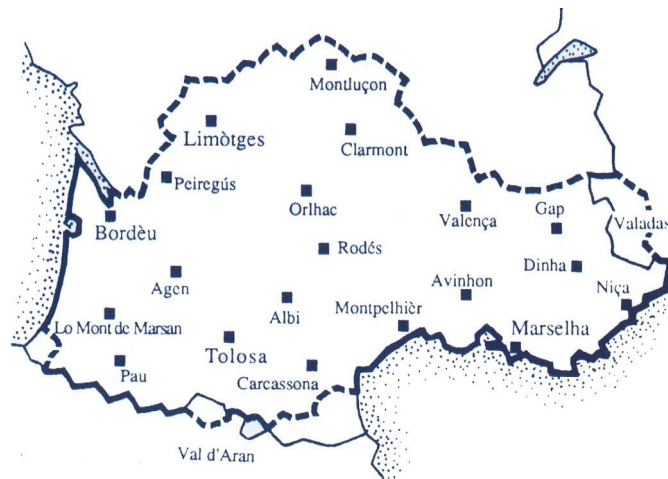 Montluçon
Limòtges
Clarmont
Peiregús
Orlhac
Valença
Gap
Valadas
Bordèu
Rodés
Dinha
Agen
Avinhon
Niça
Albi
Montpelhièr
Lo Mont de Marsan
Tolosa
Marselha
Pau
Carcassona
Val d'Aran